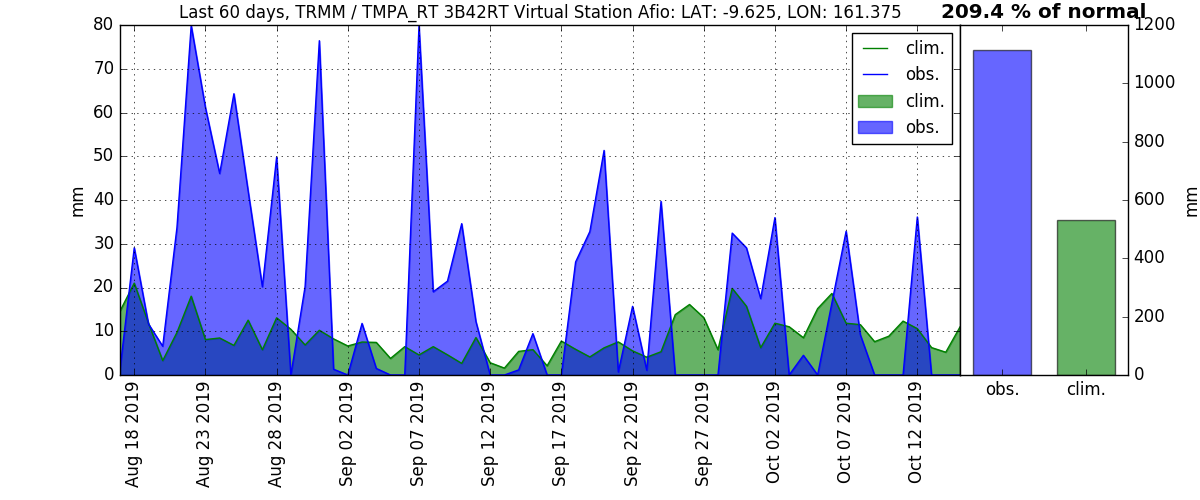 Last 60 days, TRMM / TMPA_RT 3B42RT Virtual Station Afio: LAT: -9.625, LON: 161.375
209.4 % of normal
80
70
60
50
40
30
20
10
0
mm
clim.
obs.
clim.
obs.
Aug 18 2019
Aug 23 2019
Aug 28 2019
Sep 02 2019
Sep 07 2019
Sep 12 2019
Sep 17 2019
Sep 22 2019
Sep 27 2019
Oct 02 2019
Oct 07 2019
Oct 12 2019
1200
1000
800
600
400
200
0
mm
obs.
clim.